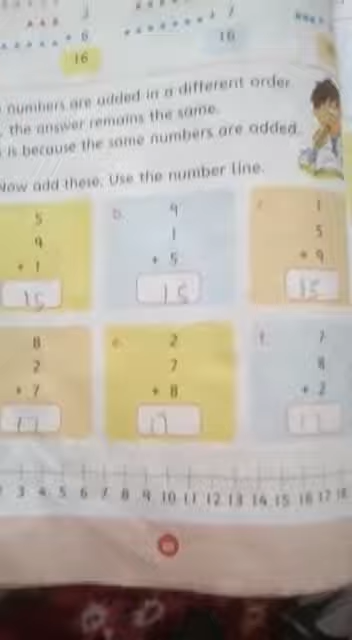 16
16
numbers are added in a different order
the answer remains the same.
is because the same numbers are added.
Now add these. Use the number line.
5
9
+ 1
15
b. 9
1
+ 5
15
1
5
+ 9
15
8
2
+ 7
17
e. 2
7
+ 8
17
f. 7
8
+ 2
17
3 4 5 6 7 8 9 10 11 12 13 14 15 16 17 18